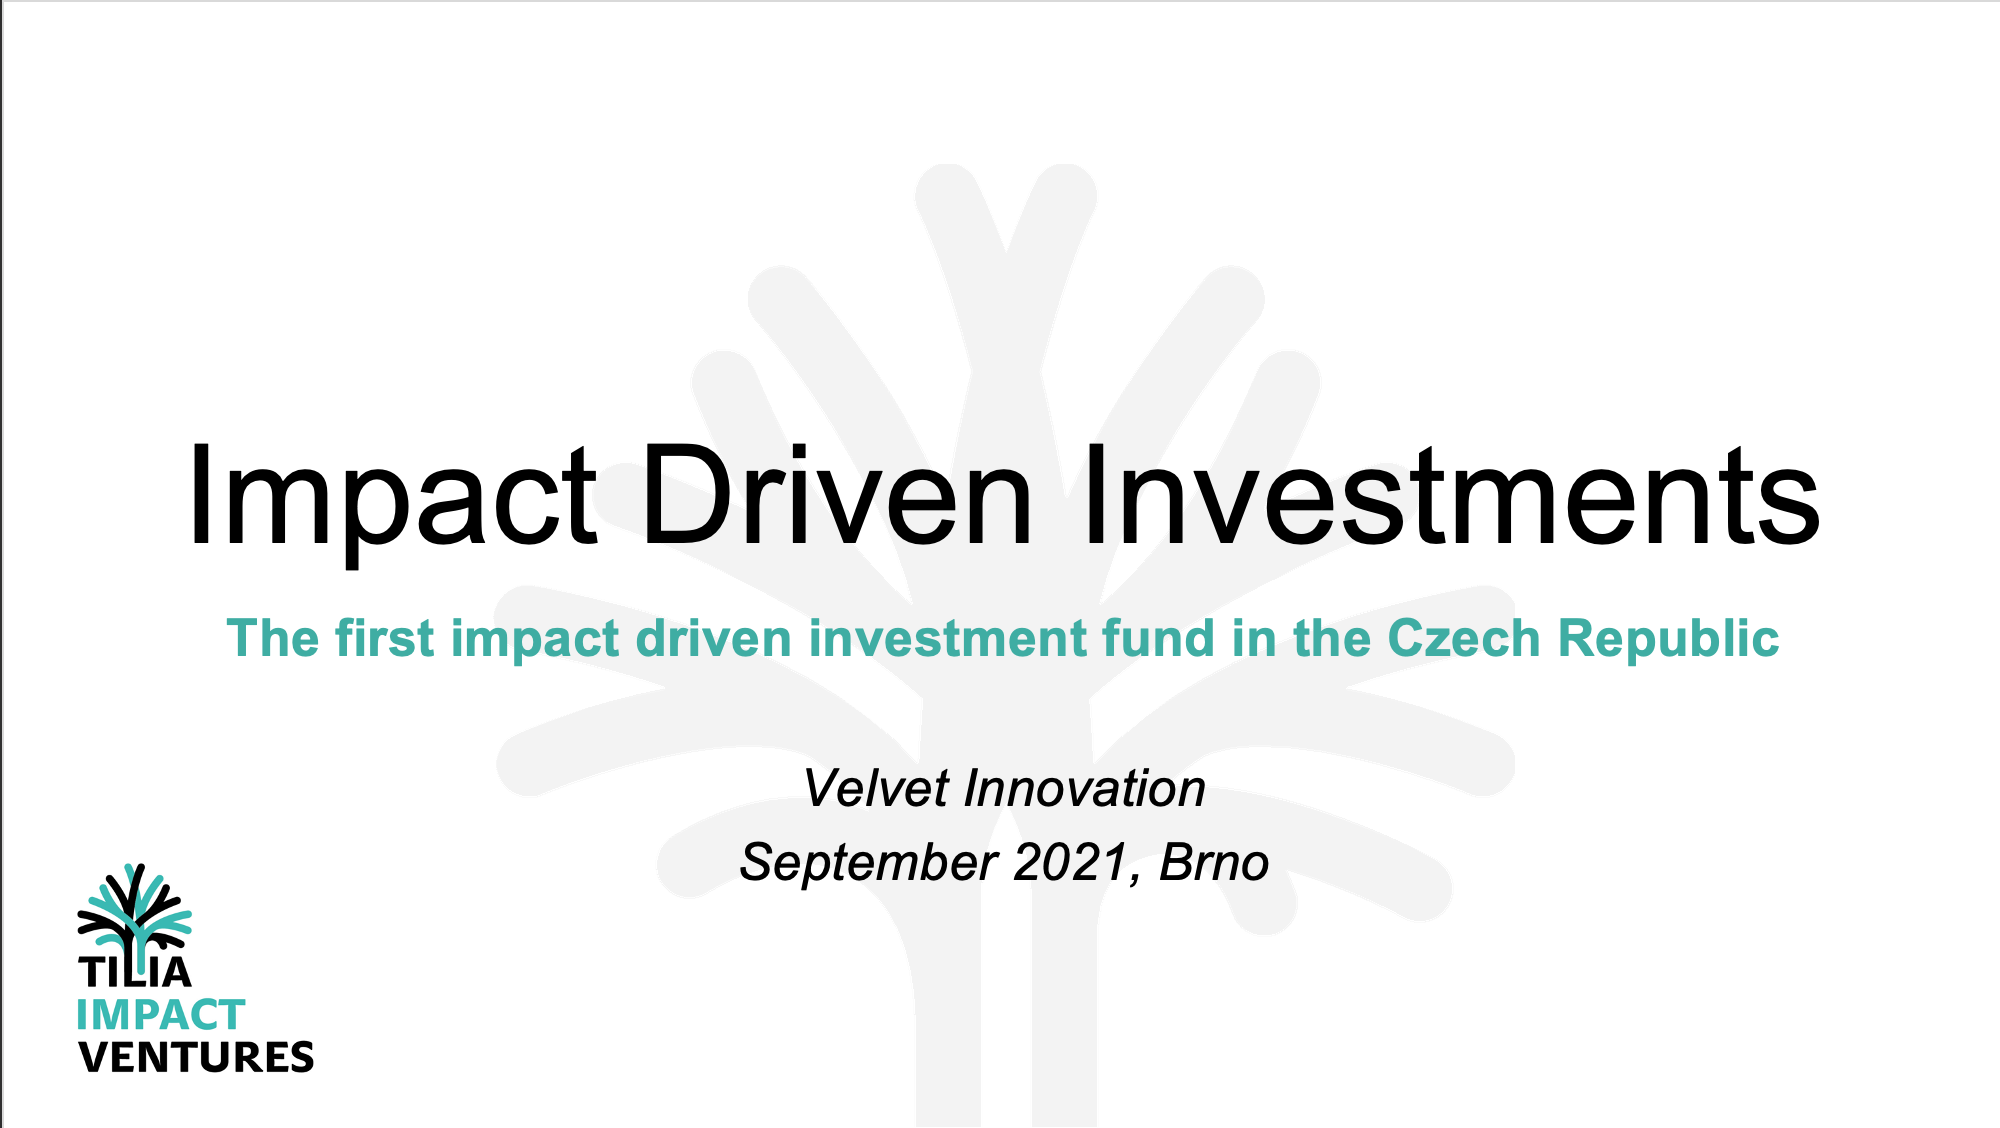 Impact Driven Investments
The first impact driven investment fund in the Czech Republic
Velvet Innovation
September 2021, Brno
TILIA
IMPACT
VENTURES